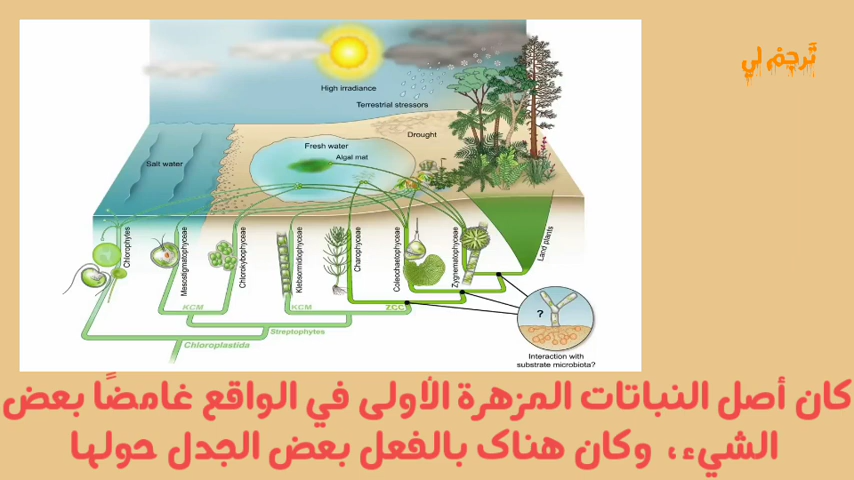 تَرجِملي
High irradiance
Terrestrial stressors
Drought
Fresh water
Algal mat
Salt water
Chlorophytes
Mesostigmatophyceae
Chlorokybophyceae
Klebsormidiophyceae
Charophyceae
Coleochaetophyceae
Zygnematophyceae
Land plants
KCM
KCM
ZCC
?
Streptophytes
Chloroplastida
Interaction with
substrate microbiota?
كان أصل النباتات المزهرة الأولى في الواقع غامضًا بعض
الشيء، وكان هناك بالفعل بعض الجدل حولها